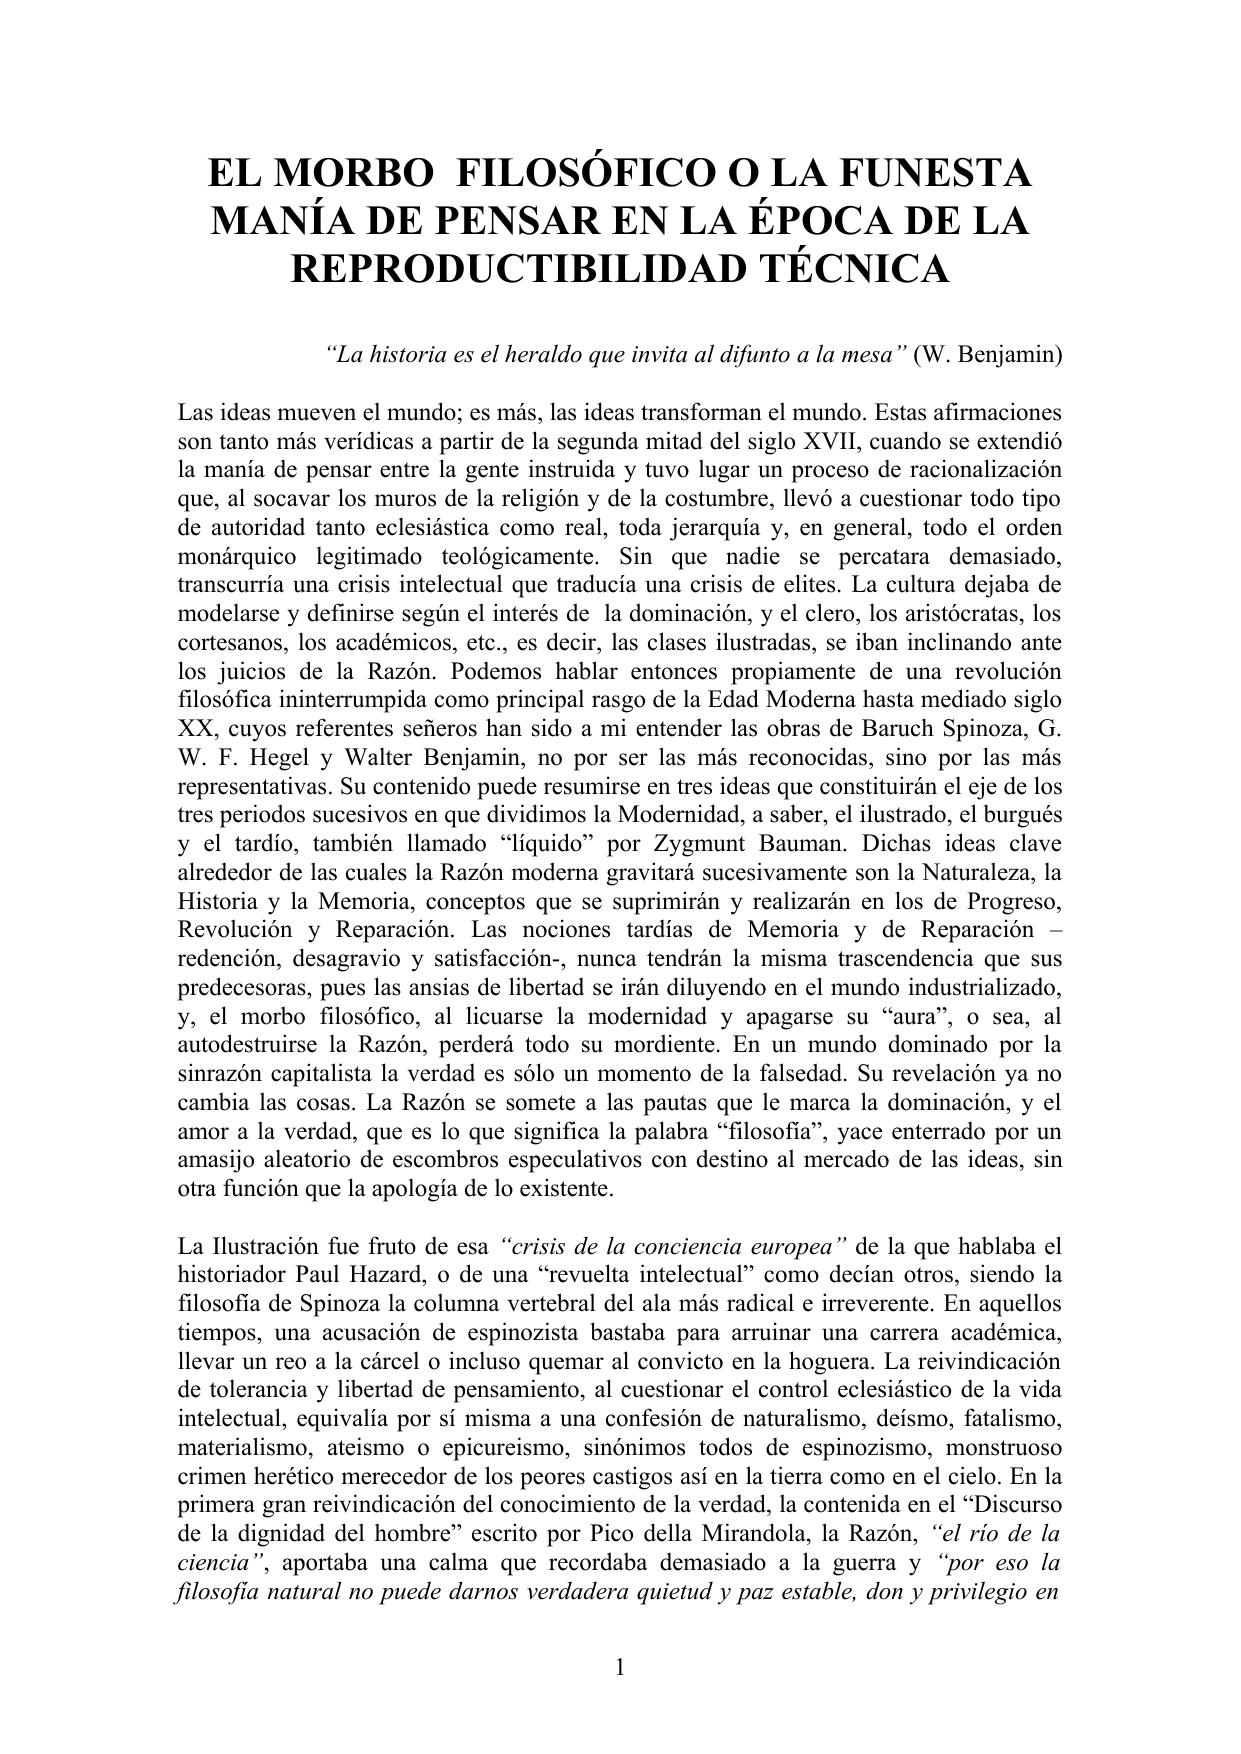 EL MORBO  FILOSÓFICO O LA FUNESTA
MANÍA DE PENSAR EN LA ÉPOCA DE LA
REPRODUCTIBILIDAD TÉCNICA
“La historia es el heraldo que invita al difunto a la mesa” (W. Benjamin)
Las ideas mueven el mundo; es más, las ideas transforman el mundo. Estas afirmaciones
son tanto más verídicas a partir de la segunda mitad del siglo XVII, cuando se extendió
la manía de pensar entre la gente instruida y tuvo lugar un proceso de racionalización
que, al socavar los muros de la religión y de la costumbre, llevó a cuestionar todo tipo
de autoridad tanto eclesiástica como real, toda jerarquía y, en general, todo el orden
monárquico legitimado teológicamente. Sin que nadie se percatara demasiado,
transcurría una crisis intelectual que traducía una crisis de elites. La cultura dejaba de
modelarse y definirse según el interés de  la dominación, y el clero, los aristócratas, los
cortesanos, los académicos, etc., es decir, las clases ilustradas, se iban inclinando ante
los juicios de la Razón. Podemos hablar entonces propiamente de una revolución
filosófica ininterrumpida como principal rasgo de la Edad Moderna hasta mediado siglo
XX, cuyos referentes señeros han sido a mi entender las obras de Baruch Spinoza, G.
W. F. Hegel y Walter Benjamin, no por ser las más reconocidas, sino por las más
representativas. Su contenido puede resumirse en tres ideas que constituirán el eje de los
tres periodos sucesivos en que dividimos la Modernidad, a saber, el ilustrado, el burgués
y el tardío, también llamado “líquido” por Zygmunt Bauman. Dichas ideas clave
alrededor de las cuales la Razón moderna gravitará sucesivamente son la Naturaleza, la
Historia y la Memoria, conceptos que se suprimirán y realizarán en los de Progreso,
Revolución y Reparación. Las nociones tardías de Memoria y de Reparación –
redención, desagravio y satisfacción-, nunca tendrán la misma trascendencia que sus
predecesoras, pues las ansias de libertad se irán diluyendo en el mundo industrializado,
y, el morbo filosófico, al licuarse la modernidad y apagarse su “aura”, o sea, al
autodestruirse la Razón, perderá todo su mordiente. En un mundo dominado por la
sinrazón capitalista la verdad es sólo un momento de la falsedad. Su revelación ya no
cambia las cosas. La Razón se somete a las pautas que le marca la dominación, y el
amor a la verdad, que es lo que significa la palabra “filosofía”, yace enterrado por un
amasijo aleatorio de escombros especulativos con destino al mercado de las ideas, sin
otra función que la apología de lo existente.
La Ilustración fue fruto de esa “crisis de la conciencia europea” de la que hablaba el
historiador Paul Hazard, o de una “revuelta intelectual” como decían otros, siendo la
filosofía de Spinoza la columna vertebral del ala más radical e irreverente. En aquellos
tiempos, una acusación de espinozista bastaba para arruinar una carrera académica,
llevar un reo a la cárcel o incluso quemar al convicto en la hoguera. La reivindicación
de tolerancia y libertad de pensamiento, al cuestionar el control eclesiástico de la vida
intelectual, equivalía por sí misma a una confesión de naturalismo, deísmo, fatalismo,
materialismo, ateismo o epicureismo, sinónimos todos de espinozismo, monstruoso
crimen herético merecedor de los peores castigos así en la tierra como en el cielo. En la
primera gran reivindicación del conocimiento de la verdad, la contenida en el “Discurso
de la dignidad del hombre” escrito por Pico della Mirandola, la Razón, “el río de la
ciencia”, aportaba una calma que recordaba demasiado a la guerra y “por eso la
filosofía natural no puede darnos verdadera quietud y paz estable, don y privilegio en
1